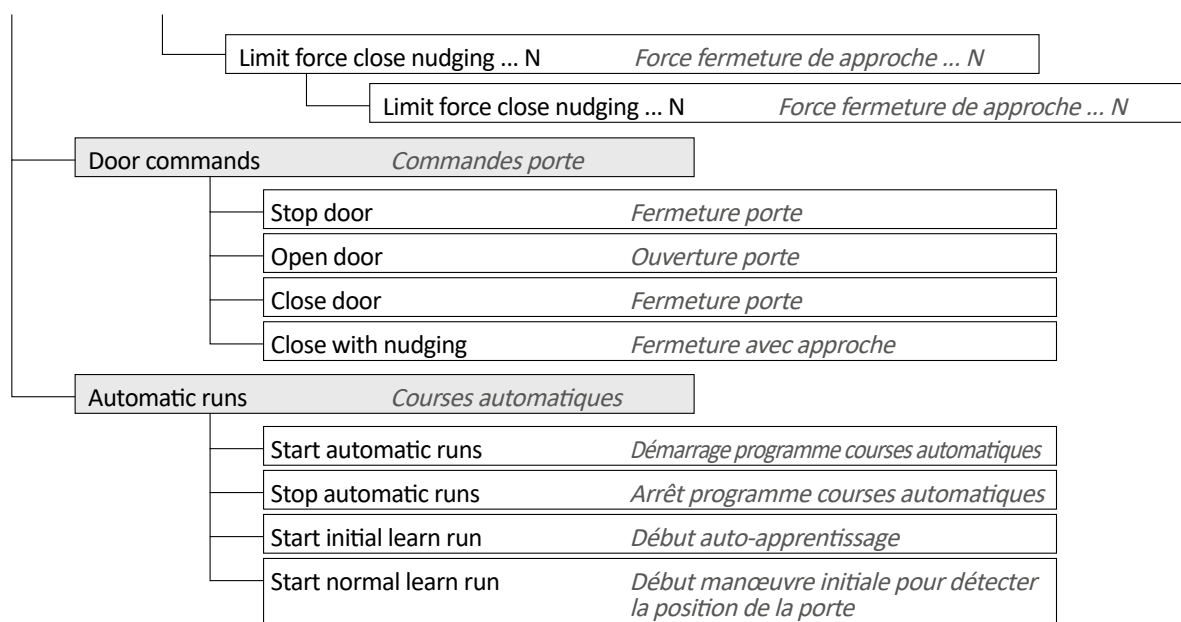 Limit force close nudging ... N Force fermeture de approche ... N
Limit force close nudging ... N Force fermeture de approche ... N
Door commands Commandes porte
Stop door Fermeture porte
Open door Ouverture porte
Close door Fermeture porte
Close with nudging Fermeture avec approche
Automatic runs Courses automatiques
Start automatic runs Démarrage programme courses automatiques
Stop automatic runs Arrêt programme courses automatiques
Start initial learn run Début auto-apprentissage
Start normal learn run Début manœuvre initiale pour détecter
la position de la porte